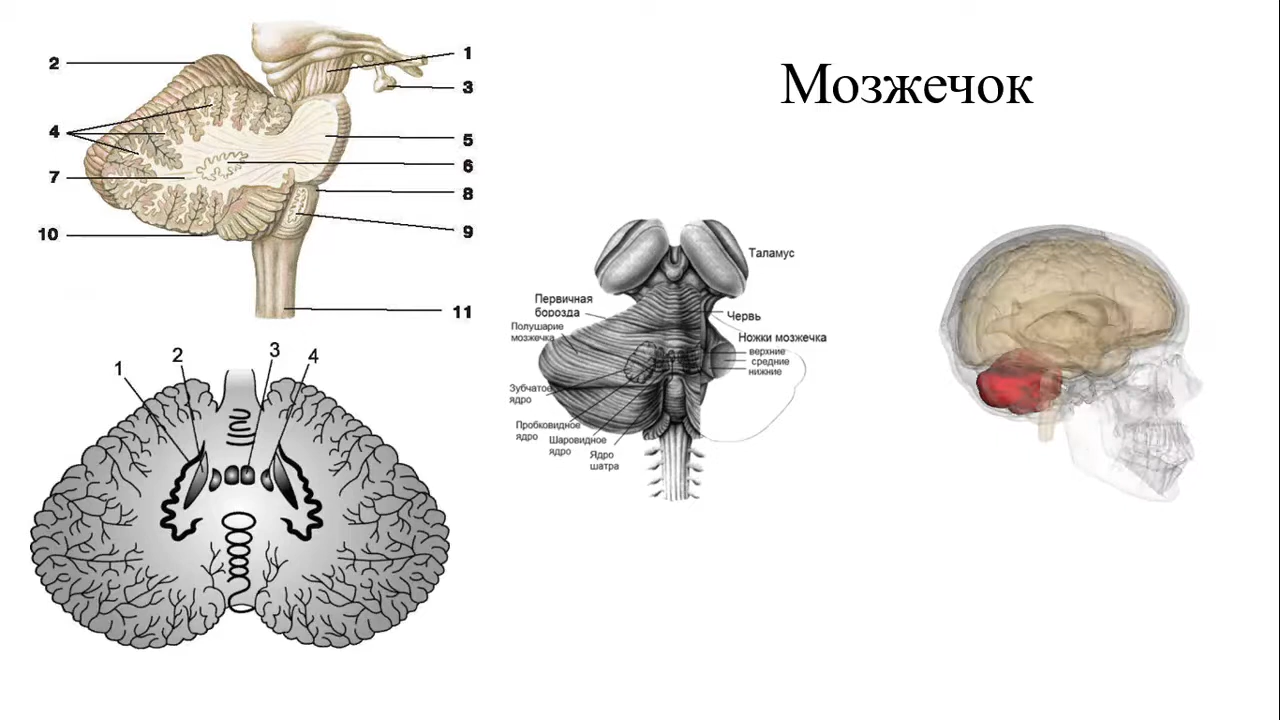 Мозжечок
1
2
3
4
5
6
7
8
9
10
11
1
2
3
4
Таламус
Первичная
борозда
Червь
Полушарие
мозжечка
Ножки мозжечка
верхние
средние
нижние
Зубчатое
ядро
Пробковидное
ядро
Шаровидное
ядро
Ядро
шатра